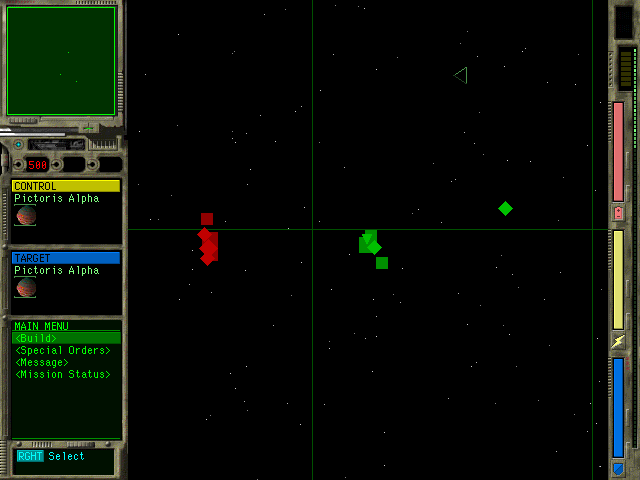 500
CONTROL
Pictoris Alpha
TARGET
Pictoris Alpha
MAIN MENU
<Build>
<Special Orders>
<Message>
<Mission Status>
RGHT Select